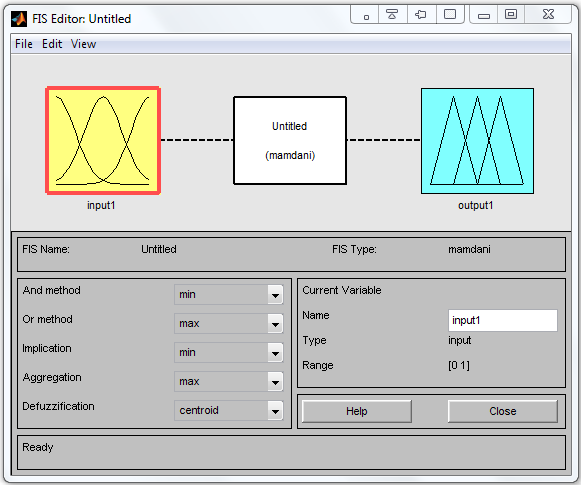 FIS Editor: Untitled
File Edit View
Untitled
(mamdani)
input1
output1
FIS Name: Untitled FIS Type: mamdani
And method min
Or method max
Implication min
Aggregation max
Defuzzification centroid
Current Variable
Name input1
Type input
Range [0 1]
Help Close
Ready